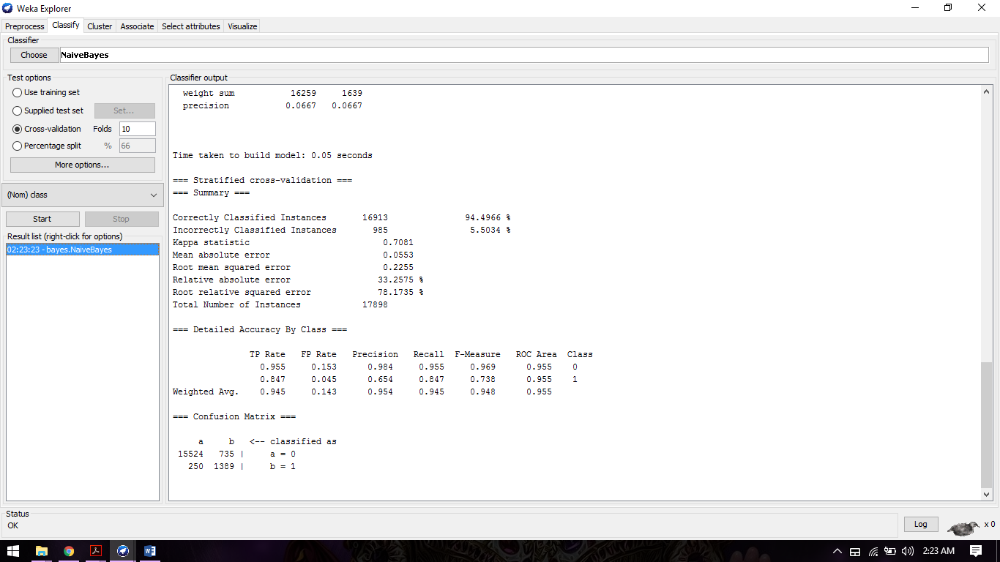 Weka Explorer
Preprocess Classify Cluster Associate Select attributes Visualize
Classifier
Choose NaiveBayes
Test options
Use training set
Supplied test set Set...
Cross-validation Folds 10
Percentage split % 66
More options...
(Nom) class
Start Stop
Result list (right-click for options)
02:23:23 - bayes.NaiveBayes
Classifier output
weight sum 16259 1639
precision 0.0667 0.0667
Time taken to build model: 0.05 seconds
=== Stratified cross-validation ===
=== Summary ===
Correctly Classified Instances 16913 94.4966 %
Incorrectly Classified Instances 985 5.5034 %
Kappa statistic 0.7081
Mean absolute error 0.0553
Root mean squared error 0.2255
Relative absolute error 33.2575 %
Root relative squared error 78.1735 %
Total Number of Instances 17898
=== Detailed Accuracy By Class ===
TP Rate FP Rate Precision Recall F-Measure ROC Area Class
0.955 0.153 0.984 0.955 0.969 0.955 0
0.847 0.045 0.654 0.847 0.738 0.955 1
Weighted Avg. 0.945 0.143 0.954 0.945 0.948 0.955
=== Confusion Matrix ===
a b <-- classified as
15524 735 | a = 0
250 1389 | b = 1
Status
OK
Log x 0
2:23 AM